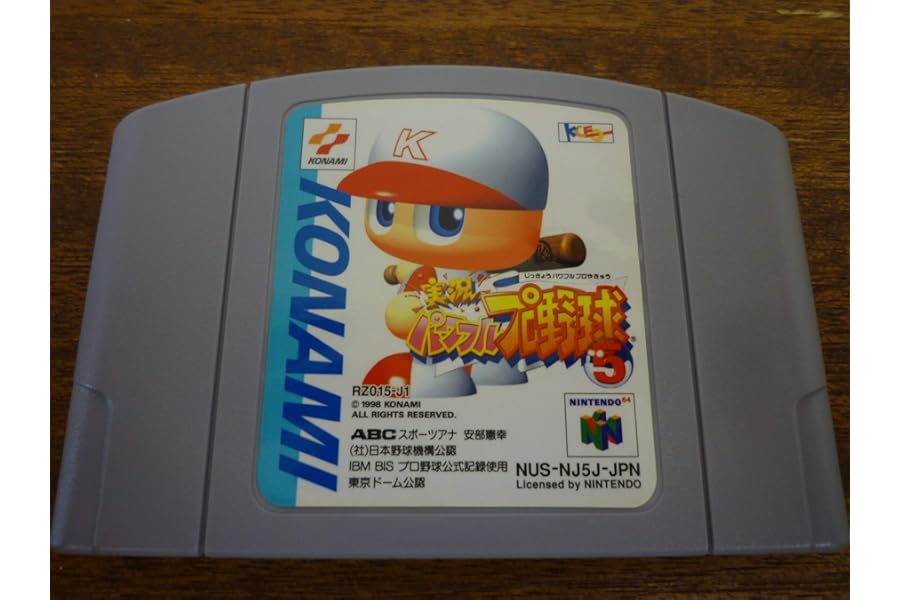 KONAMI
KCEO
K
KONAMI
じっきょうパワフルプロやきゅう
実況
パワフル
プロ野球
5
RZ015-J1
© 1998 KONAMI
ALL RIGHTS RESERVED.
ABC スポーツアナ 安部憲幸
(社)日本野球機構公認
IBM BIS プロ野球公式記録使用
東京ドーム公認
NINTENDO 64
NUS-NJ5J-JPN
Licensed by NINTENDO